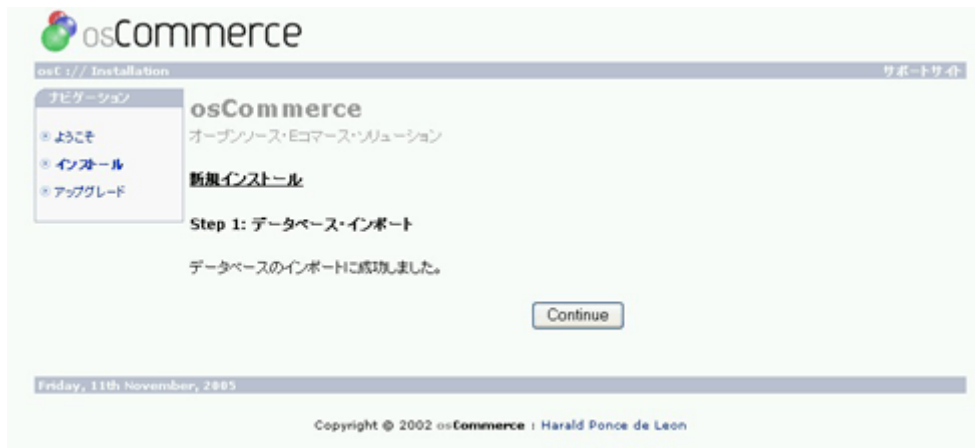 osCommerce
osC :// Installation
サポートサイト
ナビゲーション
ようこそ
インストール
アップグレード
osCommerce
オープンソース・Eコマース・ソリューション
新規インストール
Step 1: データベース・インポート
データベースのインポートに成功しました。
Continue
Friday, 11th November, 2005
Copyright © 2002 osCommerce : Harald Ponce de Leon